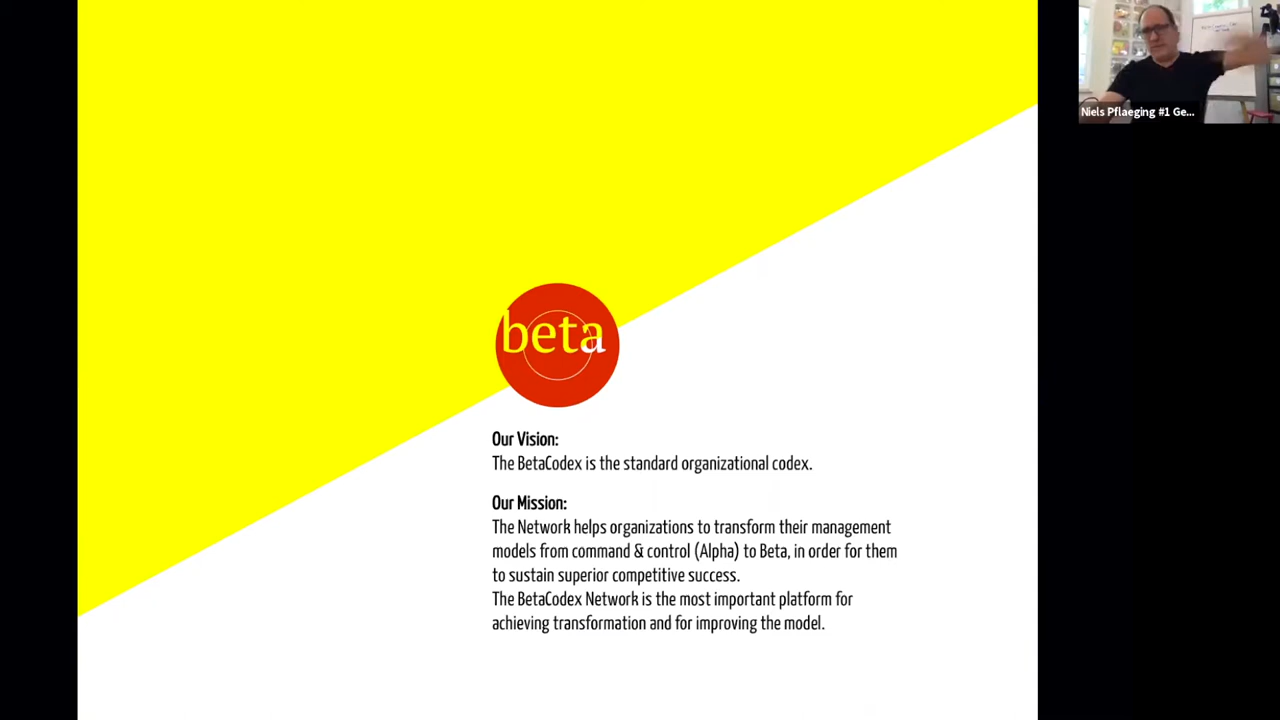 beta
Our Vision:
The BetaCodex is the standard organizational codex.
Our Mission:
The Network helps organizations to transform their management
models from command & control (Alpha) to Beta, in order for them
to sustain superior competitive success.
The BetaCodex Network is the most important platform for
achieving transformation and for improving the model.
Niels Pflaeging #1 Ge...